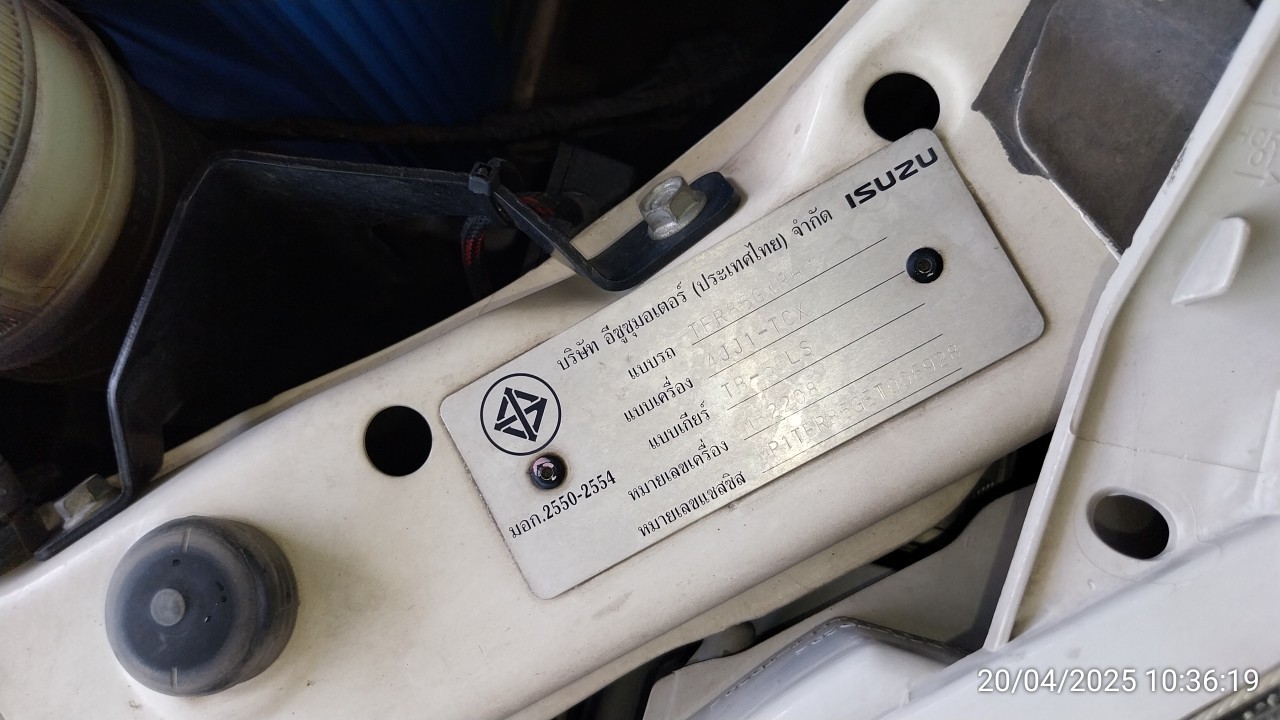 ISUZU
บริษัท อีซูซุมอเตอร์ (ประเทศไทย) จำกัด
แบบรถ
แบบเครื่อง 4JJ1-TCX
แบบเกียร์
หมายเลขเครื่อง
หมายเลขแชสซิส
มอก.2550-2554
20/04/2025 10:36:19